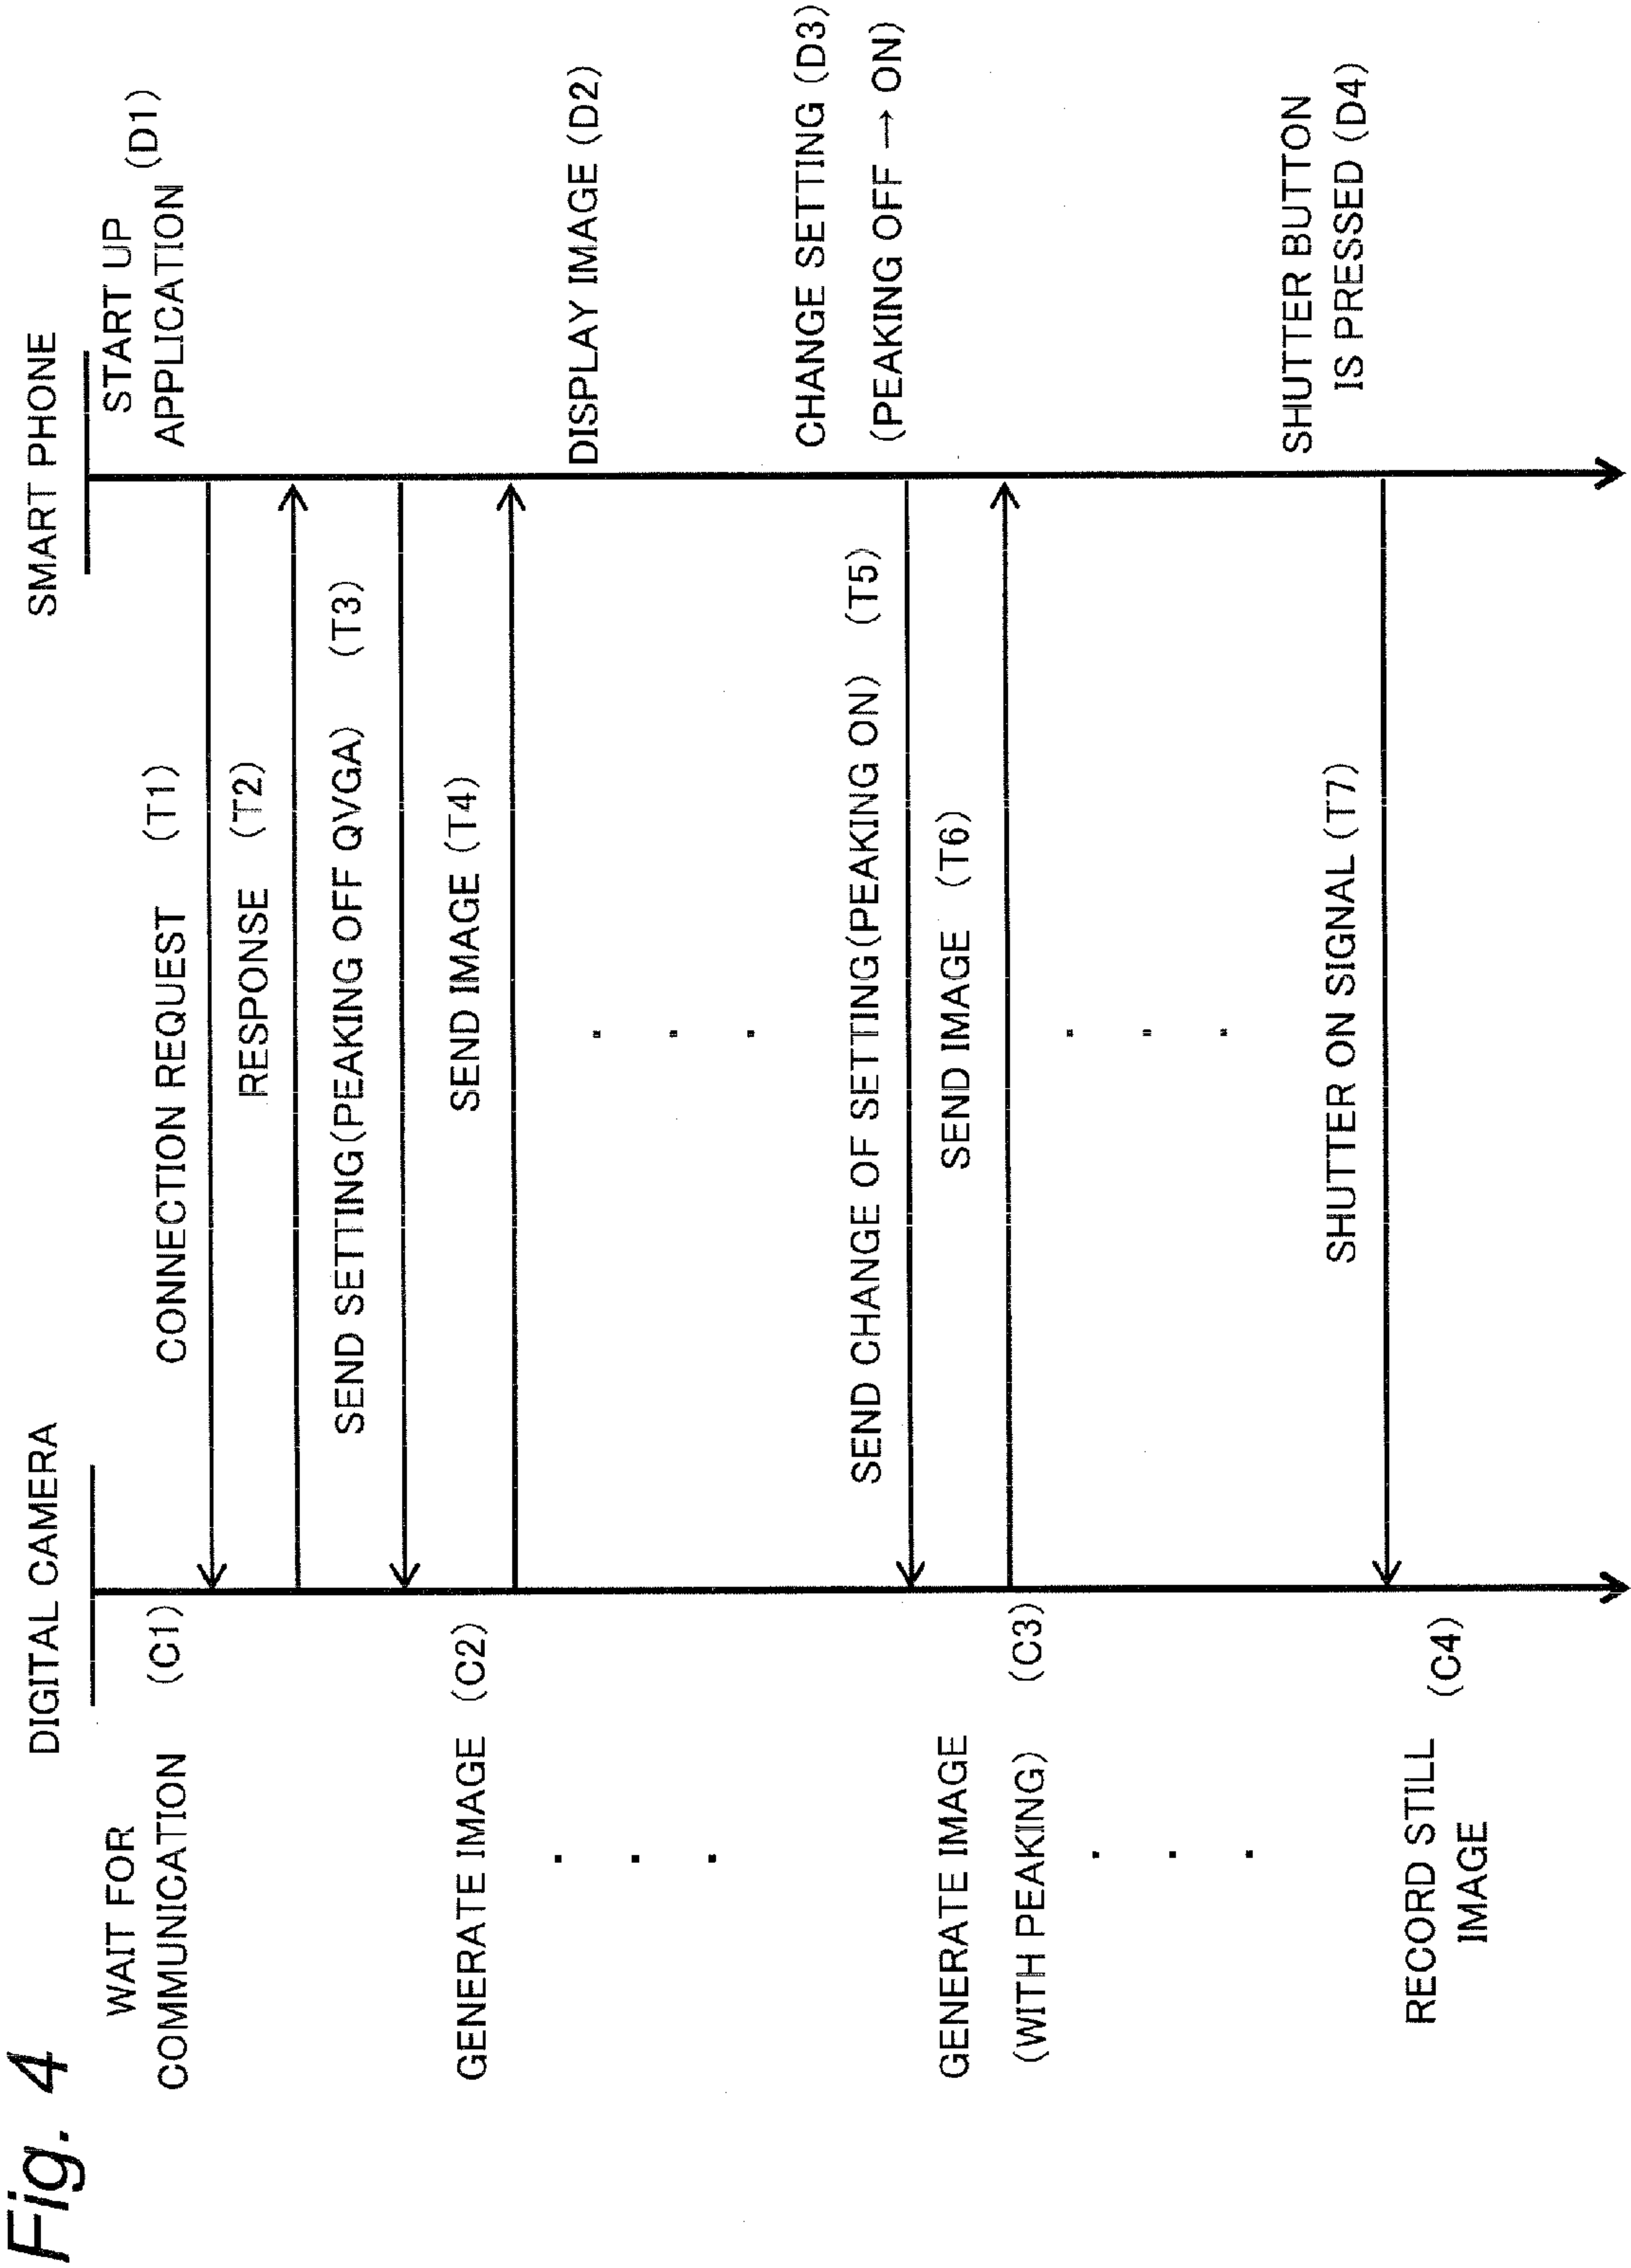 Fig. 4
DIGITAL CAMERA
SMART PHONE
WAIT FOR
COMMUNICATION (C1)
START UP
APPLICATION (D1)
CONNECTION REQUEST (T1)
RESPONSE (T2)
SEND SETTING(PEAKING OFF QVGA) (T3)
GENERATE IMAGE (C2)
SEND IMAGE (T4)
DISPLAY IMAGE (D2)
CHANGE SETTING (D3)
(PEAKING OFF → ON)
SEND CHANGE OF SETTING(PEAKING ON) (T5)
GENERATE IMAGE
(WITH PEAKING) (C3)
SEND IMAGE (T6)
SHUTTER BUTTON
IS PRESSED (D4)
SHUTTER ON SIGNAL (T7)
RECORD STILL
IMAGE (C4)